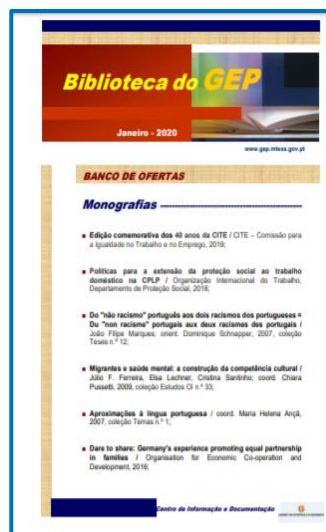 Biblioteca do GEP
Janeiro - 2020
www.gep.mtsss.gov.pt
BANCO DE OFERTAS
Monografias
Edição comemorativa dos 40 anos da CITE / CITE – Comissão para
a Igualdade no Trabalho e no Emprego, 2019;
Políticas para a extensão da proteção social ao trabalho
doméstico na CPLP / Organização Internacional do Trabalho,
Departamento de Proteção Social, 2018;
Do "não racismo" português aos dois racismos dos portugueses =
Du "non racisme" portugais aux deux racismes des portugais /
João Filipe Marques; orient. Dominique Schnapper, 2007, coleção
Teses n.º 12;
Migrantes e saúde mental: a construção da competência cultural /
Júlio F. Ferreira, Elsa Lechner, Cristina Santinho; coord. Chiara
Pussetti, 2009, coleção Estudos OI n.º 33;
Aproximações à língua portuguesa / coord. Maria Helena Ançã,
2007, coleção Temas n.º 1;
Dare to share: Germany's experience promoting equal partnership
in families / Organisation for Economic Co-operation and
Development, 2016;
Centro de Informação e Documentação